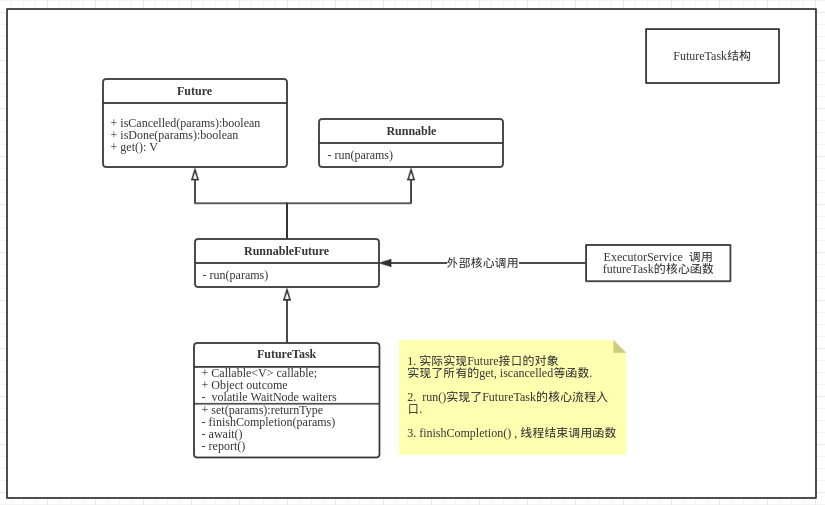 FutureTask结构
Future
+ isCancelled(params):boolean
+ isDone(params):boolean
+ get(): V
Runnable
- run(params)
RunnableFuture
- run(params)
外部核心调用
ExecutorService  调用
futureTask的核心函数
FutureTask
+ Callable<V> callable;
+ Object outcome
-  volatile WaitNode waiters
+ set(params):returnType
- finishCompletion(params)
- await()
- report()
1. 实际实现Future接口的对象
实现了所有的get, iscancelled等函数.
2.  run()实现了FutureTask的核心流程入
口.
3. finishCompletion() , 线程结束调用函数